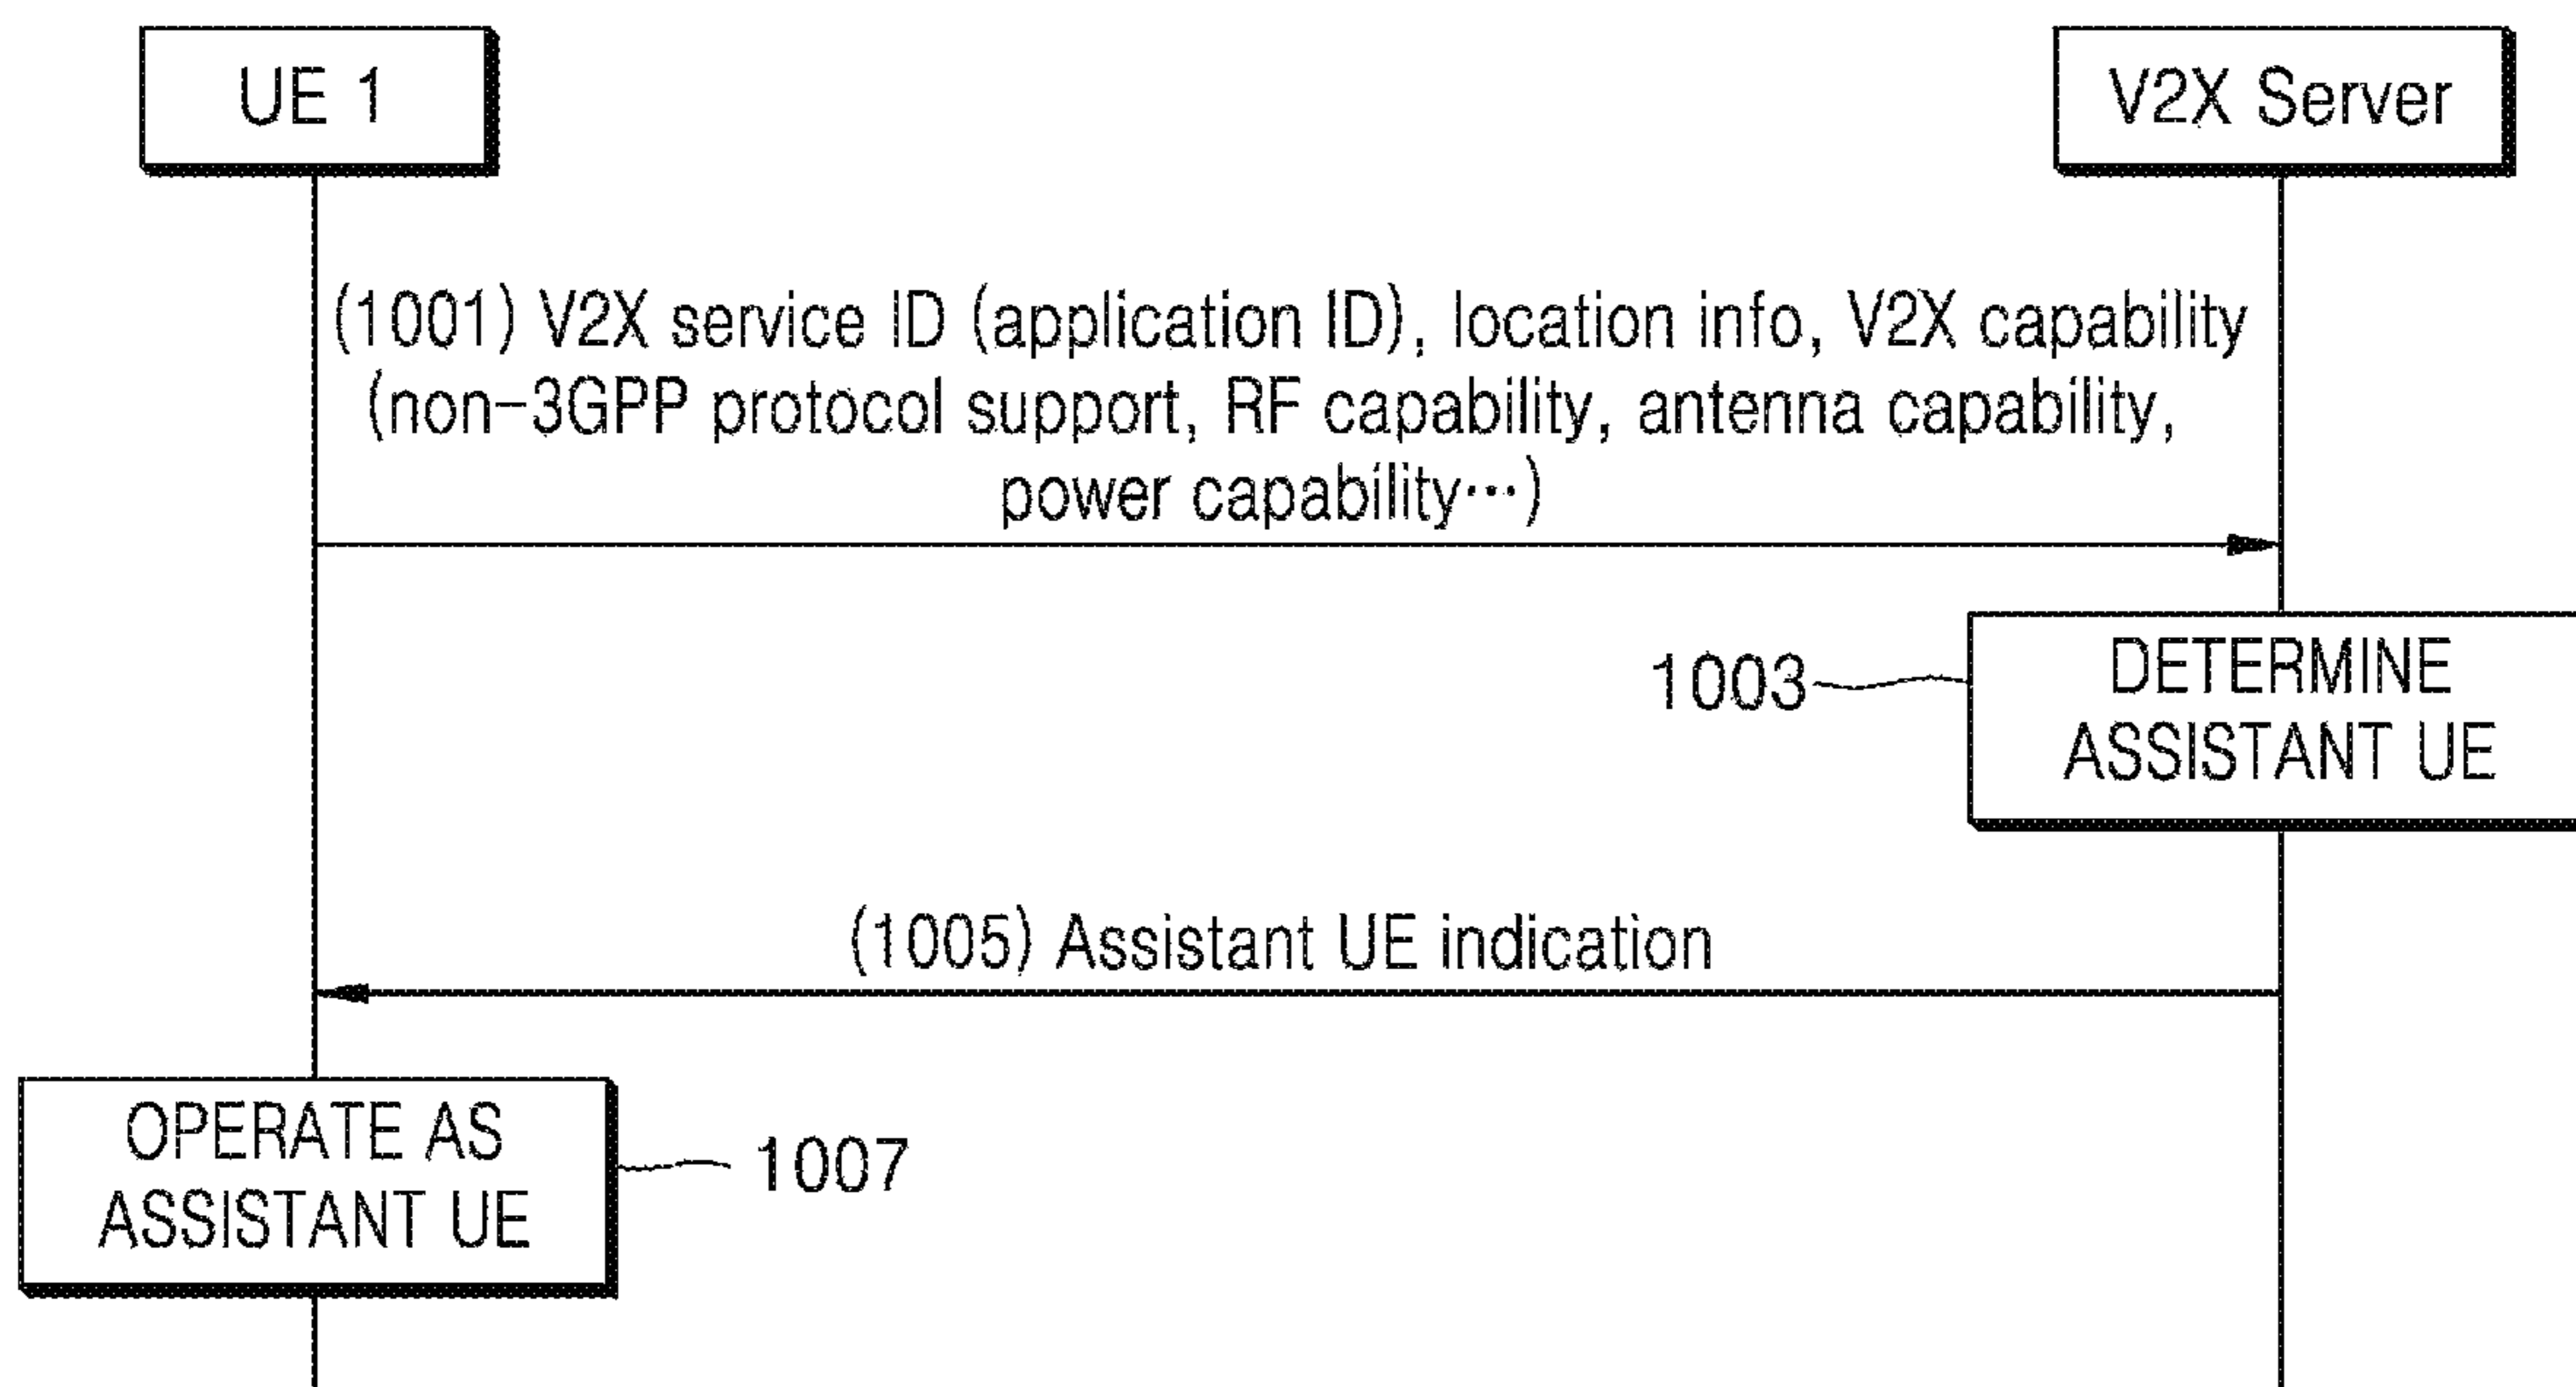 UE 1
V2X Server
(1001) V2X service ID (application ID), location info, V2X capability
(non-3GPP protocol support, RF capability, antenna capability,
power capability···)
1003
DETERMINE
ASSISTANT UE
(1005) Assistant UE indication
OPERATE AS
ASSISTANT UE
1007